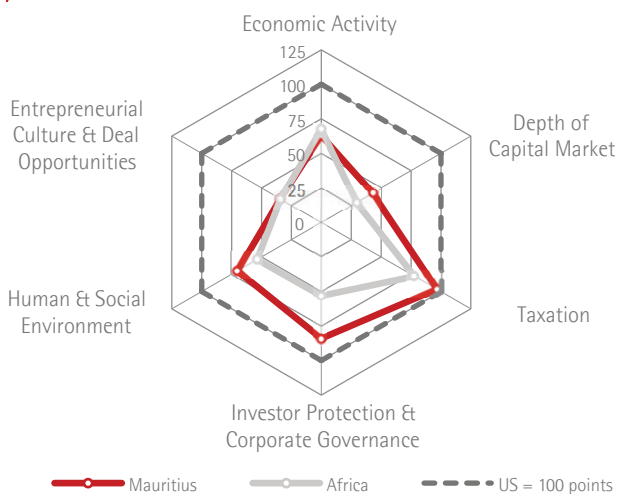 Economic Activity
125
100
75
50
25
0
Entrepreneurial
Culture & Deal
Opportunities
Depth of
Capital Market
Human & Social
Environment
Taxation
Investor Protection &
Corporate Governance
Mauritius
Africa
US = 100 points